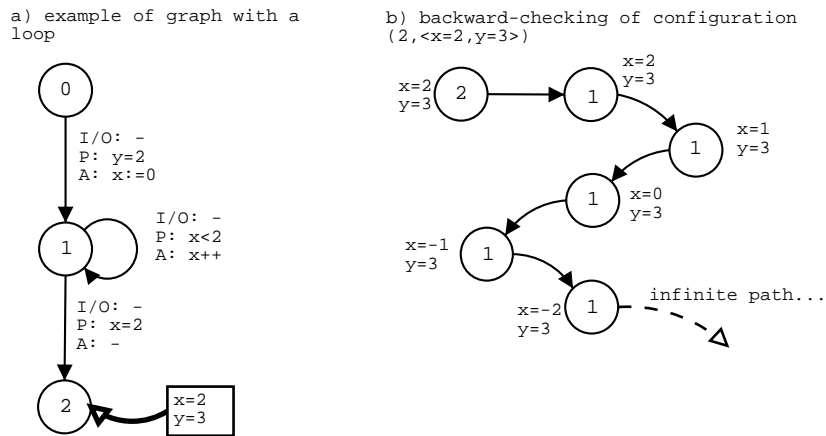 a) example of graph with a
loop
0
I/O: -
P: y=2
A: x:=0
1
I/O: -
P: x<2
A: x++
I/O: -
P: x=2
A: -
2
x=2
y=3
b) backward-checking of configuration
(2,<x=2,y=3>)
x=2
y=3
2
1
x=2
y=3
1
x=1
y=3
1
x=0
y=3
x=-1
y=3
1
x=-2
y=3
1
infinite path...